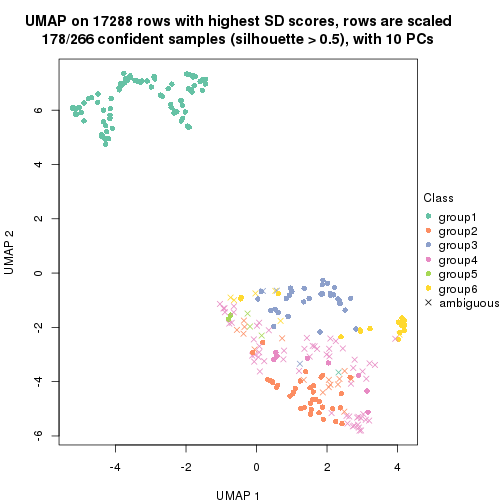 UMAP on 17288 rows with highest SD scores, rows are scaled
178/266 confident samples (silhouette > 0.5), with 10 PCs
6
4
2
0
-2
-4
-6
UMAP 2
-4
-2
0
2
4
UMAP 1
Class
group1
group2
group3
group4
group5
group6
ambiguous